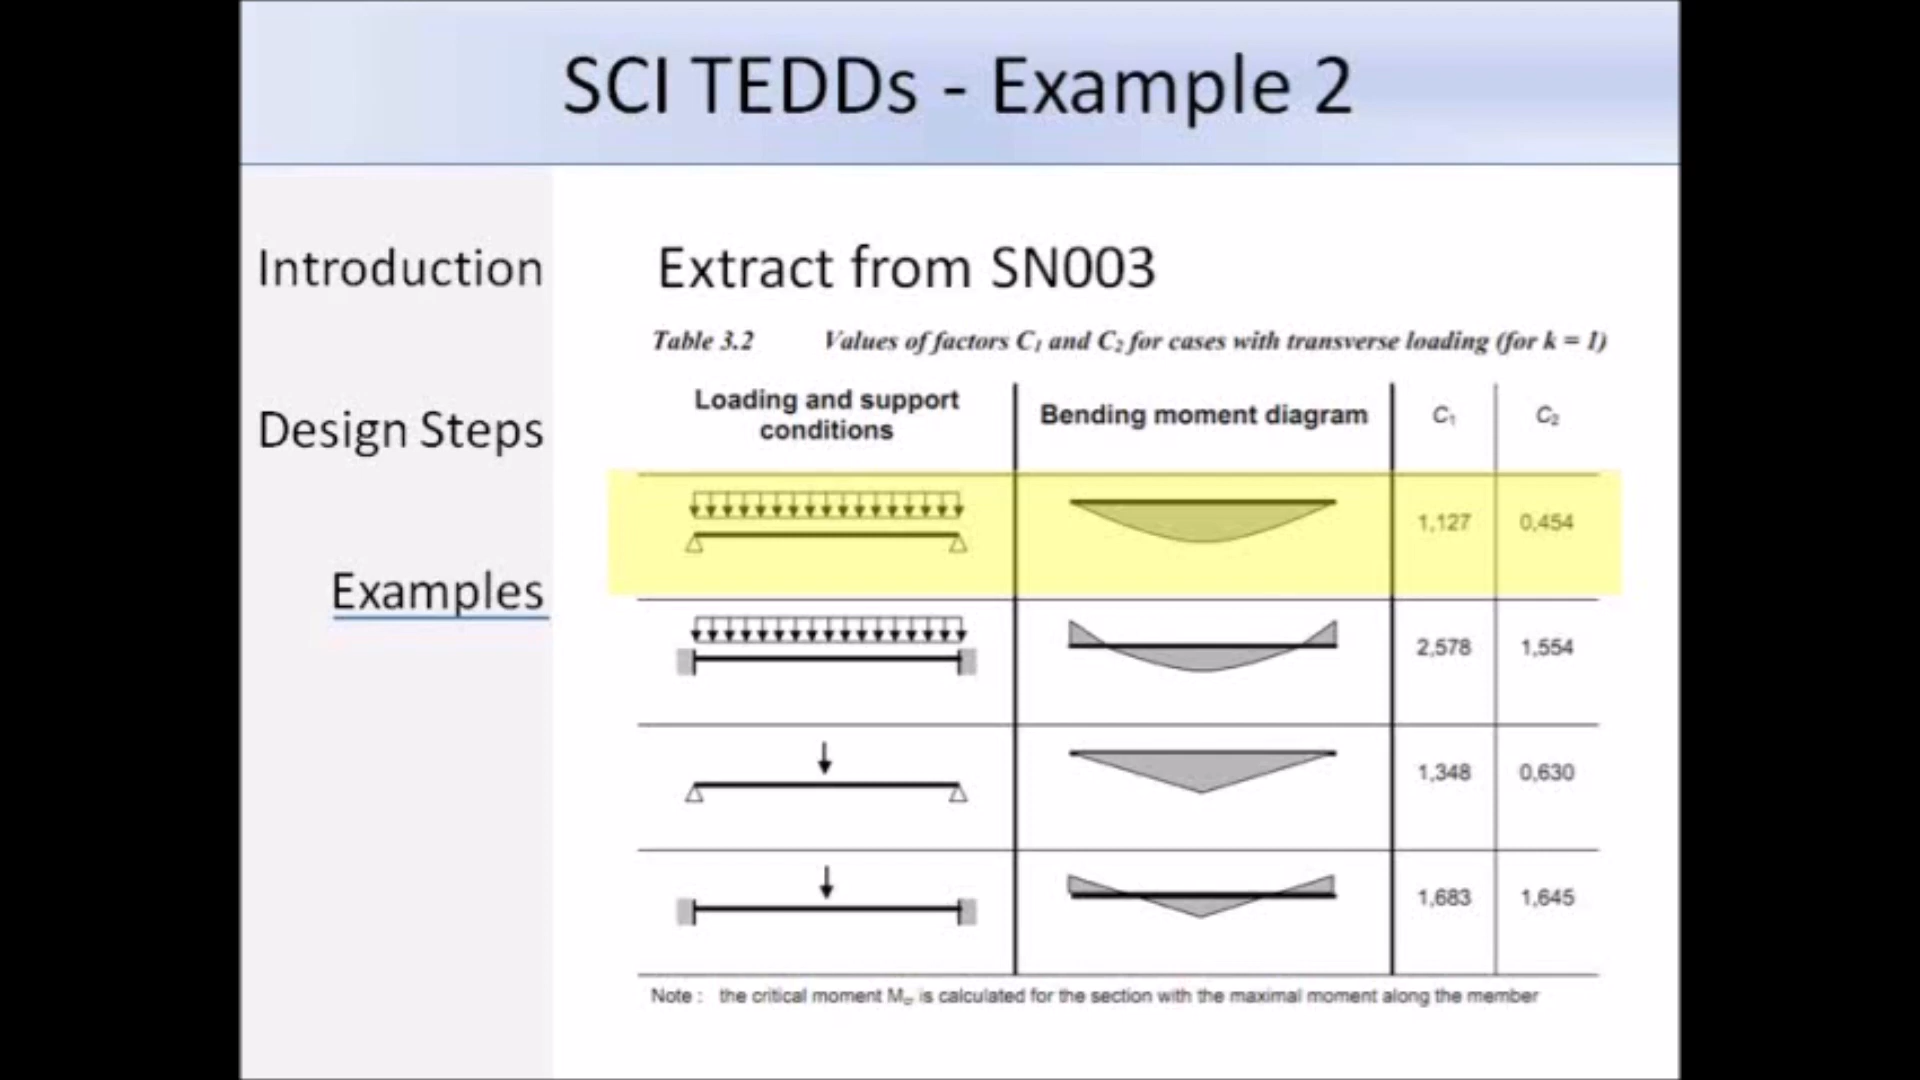 SCI TEDDs - Example 2
Introduction
Design Steps
Examples
Extract from SN003
Table 3.2 Values of factors C1 and C2 for cases with transverse loading (for k = 1)
Loading and support conditions Bending moment diagram C1 C2
1,127 0,454
2,578 1,554
1,348 0,630
1,683 1,645
Note : the critical moment Mcr is calculated for the section with the maximal moment along the member